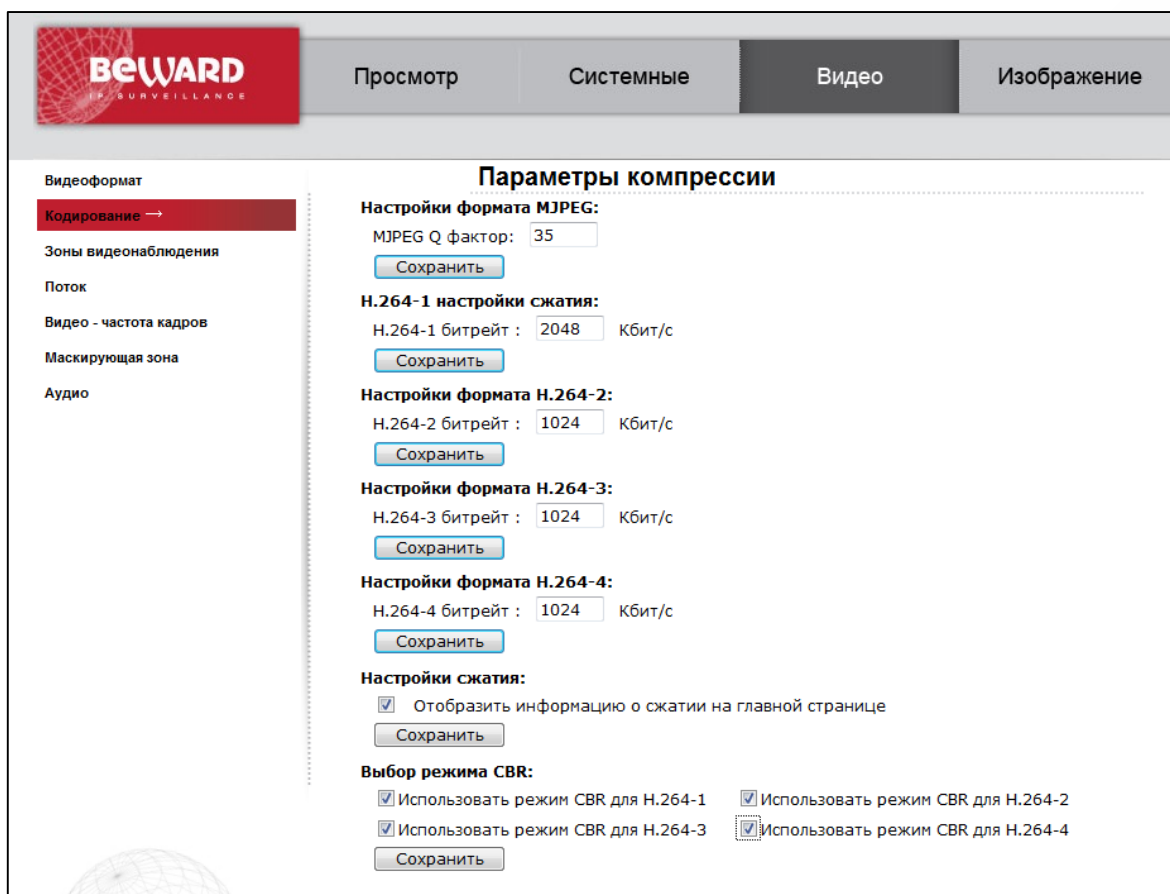 BEWARD
IP SURVEILLANCE
Просмотр
Системные
Видео
Изображение
Видеоформат
Кодирование →
Зоны видеонаблюдения
Поток
Видео - частота кадров
Маскирующая зона
Аудио
Параметры компрессии
Настройки формата MJPEG:
MJPEG Q фактор: 35
Сохранить
H.264-1 настройки сжатия:
H.264-1 битрейт : 2048 Кбит/с
Сохранить
Настройки формата H.264-2:
H.264-2 битрейт : 1024 Кбит/с
Сохранить
Настройки формата H.264-3:
H.264-3 битрейт : 1024 Кбит/с
Сохранить
Настройки формата H.264-4:
H.264-4 битрейт : 1024 Кбит/с
Сохранить
Настройки сжатия:
Отобразить информацию о сжатии на главной странице
Сохранить
Выбор режима CBR:
Использовать режим CBR для H.264-1 Использовать режим CBR для H.264-2
Использовать режим CBR для H.264-3 Использовать режим CBR для H.264-4
Сохранить